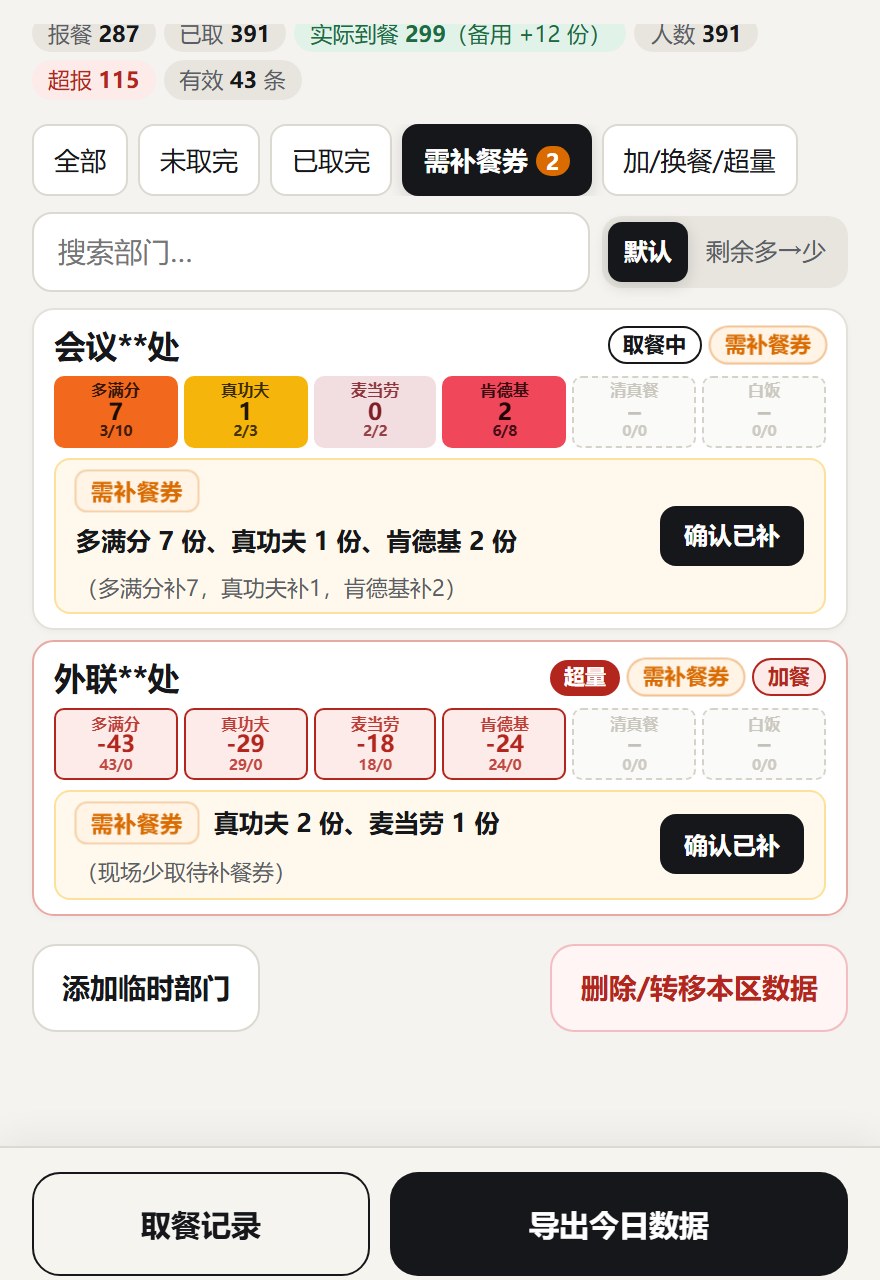 报餐 287 已取 391 实际到餐 299（备用 +12 份） 人数 391
超报 115 有效 43 条
全部 未取完 已取完 需补餐券 2 加/换餐/超量
搜索部门... 默认 剩余多→少
会议**处 取餐中 需补餐券
多满分 真功夫 麦当劳 肯德基 清真餐 白饭
7 1 0 2 – –
3/10 2/3 2/2 6/8 0/0 0/0
需补餐券
多满分 7 份、真功夫 1 份、肯德基 2 份 确认已补
（多满分补7，真功夫补1，肯德基补2）
外联**处 超量 需补餐券 加餐
多满分 真功夫 麦当劳 肯德基 清真餐 白饭
-43 -29 -18 -24 – –
43/0 29/0 18/0 24/0 0/0 0/0
需补餐券 真功夫 2 份、麦当劳 1 份 确认已补
（现场少取待补餐券）
添加临时部门 删除/转移本区数据
取餐记录 导出今日数据